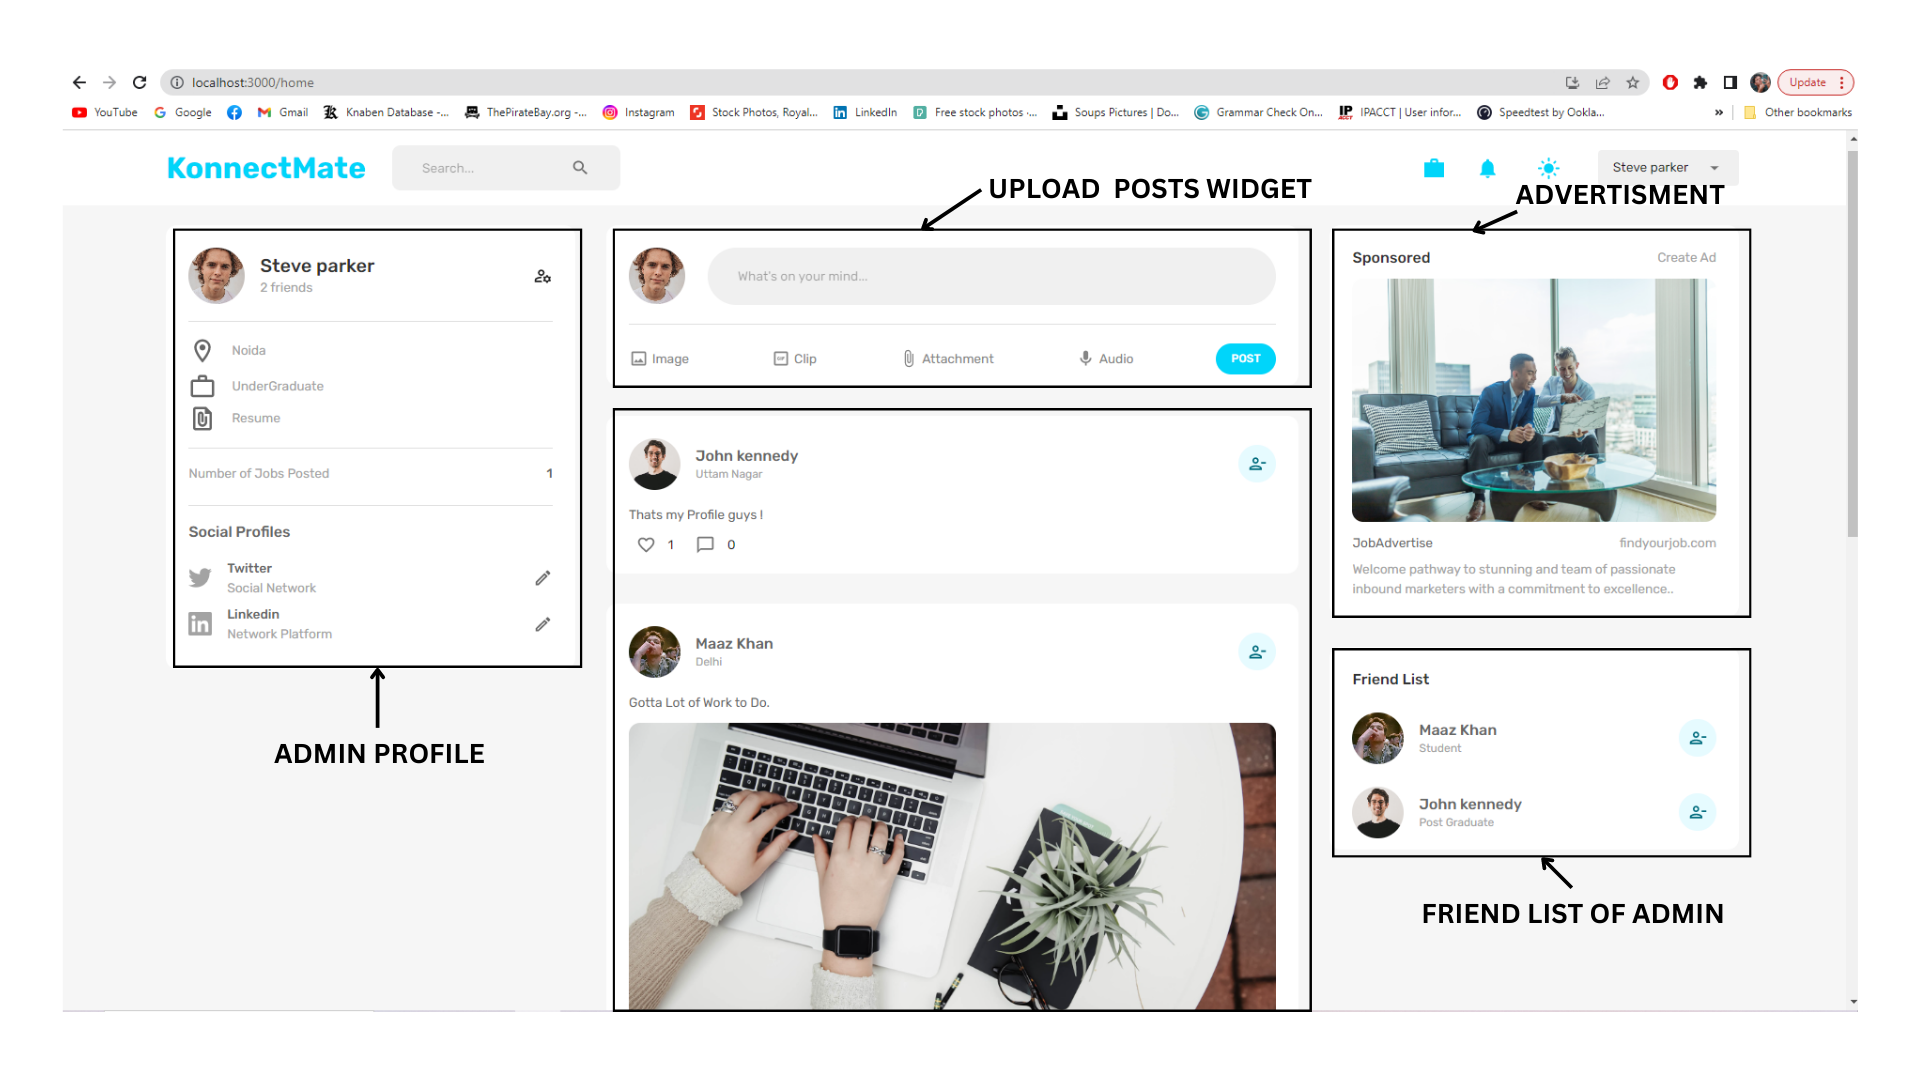 localhost:3000/home
Update
YouTube
Google
Gmail
Knaben Database -...
ThePirateBay.org -...
Instagram
Stock Photos, Royal...
LinkedIn
Free stock photos ·...
Soups Pictures | Do...
Grammar Check On...
IPACCT | User infor...
Speedtest by Ookla...
»
Other bookmarks
KonnectMate
Search...
Steve parker
UPLOAD POSTS WIDGET
ADVERTISMENT
Steve parker
2 friends
Noida
UnderGraduate
Resume
Number of Jobs Posted 1
Social Profiles
Twitter
Social Network
Linkedin
Network Platform
ADMIN PROFILE
What's on your mind...
Image
Clip
Attachment
Audio
POST
John kennedy
Uttam Nagar
Thats my Profile guys !
1 0
Maaz Khan
Delhi
Gotta Lot of Work to Do.
Sponsored
Create Ad
JobAdvertise
findyourjob.com
Welcome pathway to stunning and team of passionate
inbound marketers with a commitment to excellence..
Friend List
Maaz Khan
Student
John kennedy
Post Graduate
FRIEND LIST OF ADMIN